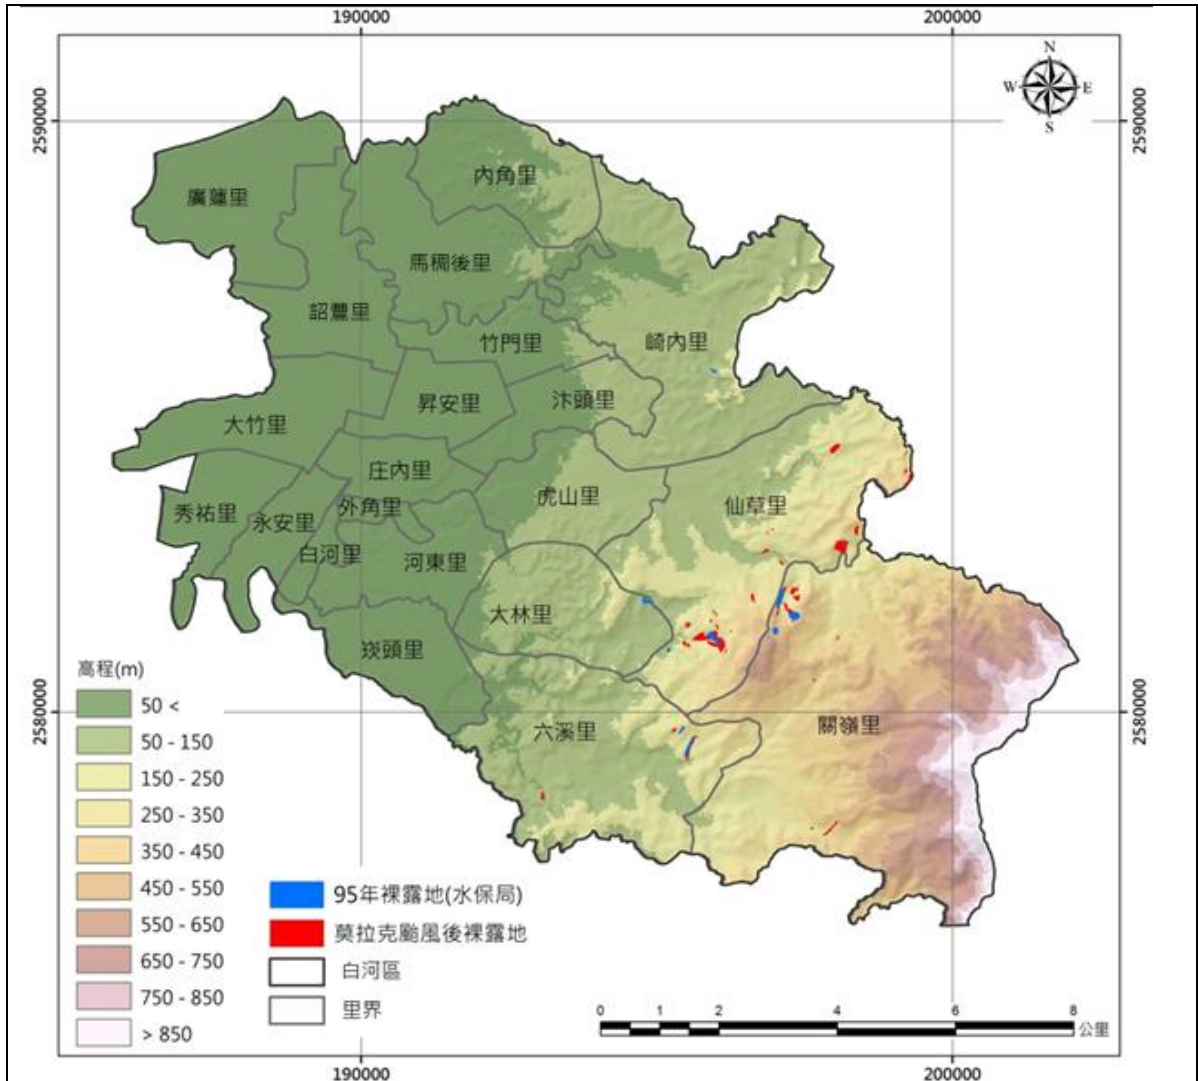 190000
200000
N
W
E
S
2590000
2590000
內角里
廣蓮里
馬稠後里
詔豐里
竹門里
崎內里
汴頭里
昇安里
大竹里
庄內里
虎山里
仙草里
外角里
秀祐里
永安里
白河里
河東里
大林里
崁頭里
2580000
2580000
六溪里
關嶺里
高程(m)
50 <
50 - 150
150 - 250
250 - 350
350 - 450
450 - 550
550 - 650
650 - 750
750 - 850
> 850
95年裸露地(水保局)
莫拉克颱風後裸露地
白河區
里界
0 1 2 4 6 8
公里
190000
200000